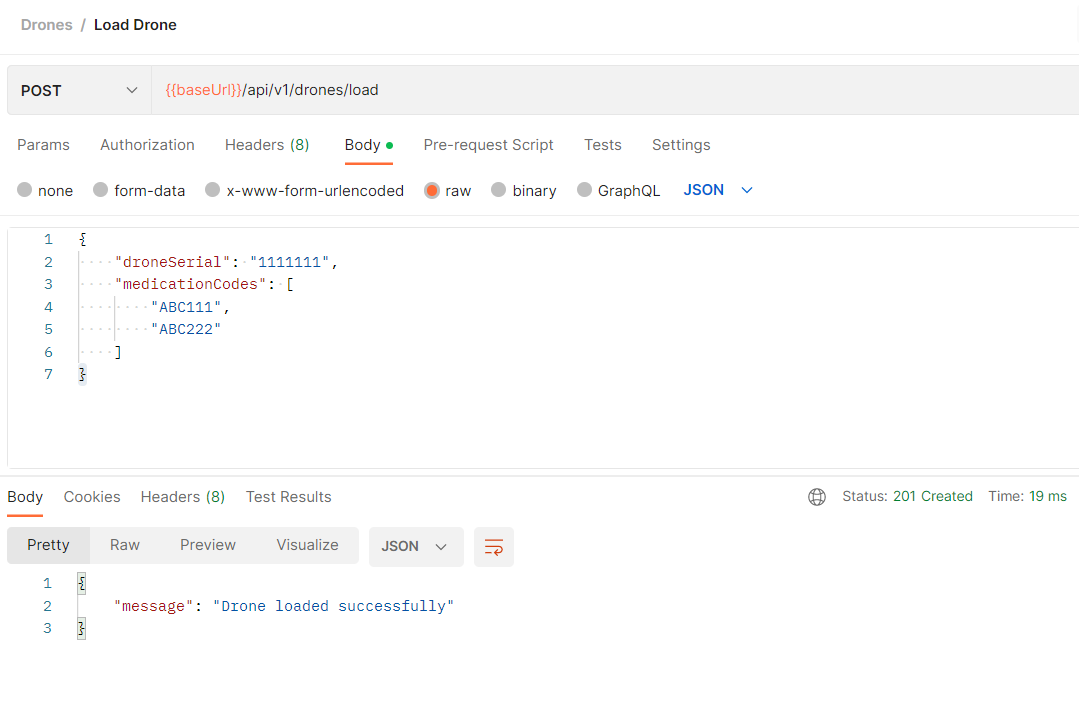 Drones / Load Drone
POST {{baseUrl}}/api/v1/drones/load
Params Authorization Headers (8) Body Pre-request Script Tests Settings
none form-data x-www-form-urlencoded raw binary GraphQL JSON
1 {
2 "droneSerial": "1111111",
3 "medicationCodes": [
4 "ABC111",
5 "ABC222"
6 ]
7 }
Body Cookies Headers (8) Test Results Status: 201 Created Time: 19 ms
Pretty Raw Preview Visualize JSON
1 {
2 "message": "Drone loaded successfully"
3 }